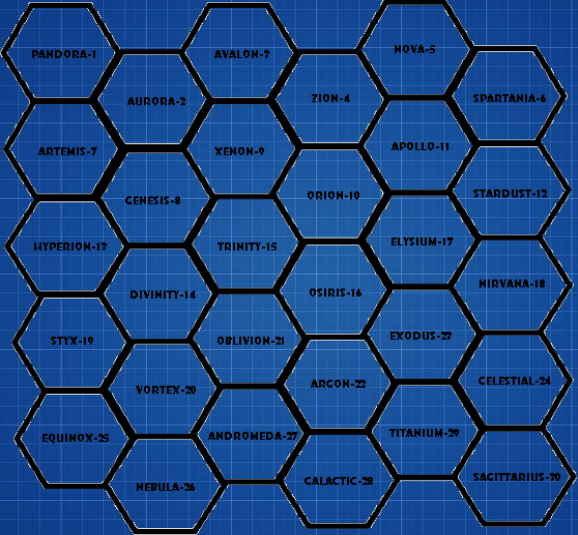 PANDORA-1
AURORA-2
AVALON-3
ZION-4
NOVA-5
SPARTANIA-6
ARTEMIS-7
GENESIS-8
XENON-9
ORION-10
APOLLO-11
STARDUST-12
HYPERION-13
DIVINITY-14
TRINITY-15
OSIRIS-16
ELYSIUM-17
NIRVANA-18
STYX-19
VORTEX-20
OBLIVION-21
ARGON-22
EXODUS-23
CELESTIAL-24
EQUINOX-25
NEBULA-26
ANDROMEDA-27
GALACTIC-28
TITANIUM-29
SAGITTARIUS-30